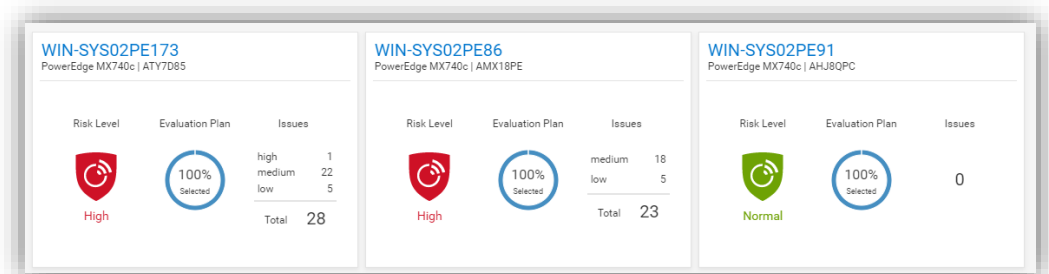 WIN-SYS02PE173
PowerEdge MX740c | ATY7D85
Risk Level Evaluation Plan Issues
high 1
100% medium 22
Selected low 5
High Total 28
WIN-SYS02PE86
PowerEdge MX740c | AMX18PE
Risk Level Evaluation Plan Issues
medium 18
100%
Selected low 5
High Total 23
WIN-SYS02PE91
PowerEdge MX740c | AHJ8QPC
Risk Level Evaluation Plan Issues
100% 0
Selected
Normal